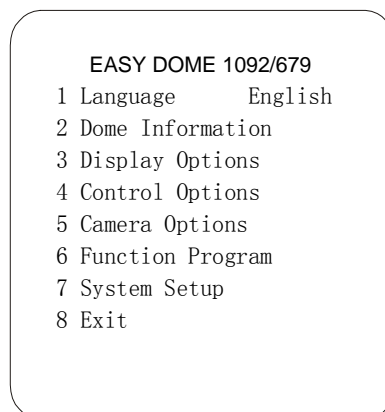 EASY DOME 1092/679
1 Language English
2 Dome Information
3 Display Options
4 Control Options
5 Camera Options
6 Function Program
7 System Setup
8 Exit